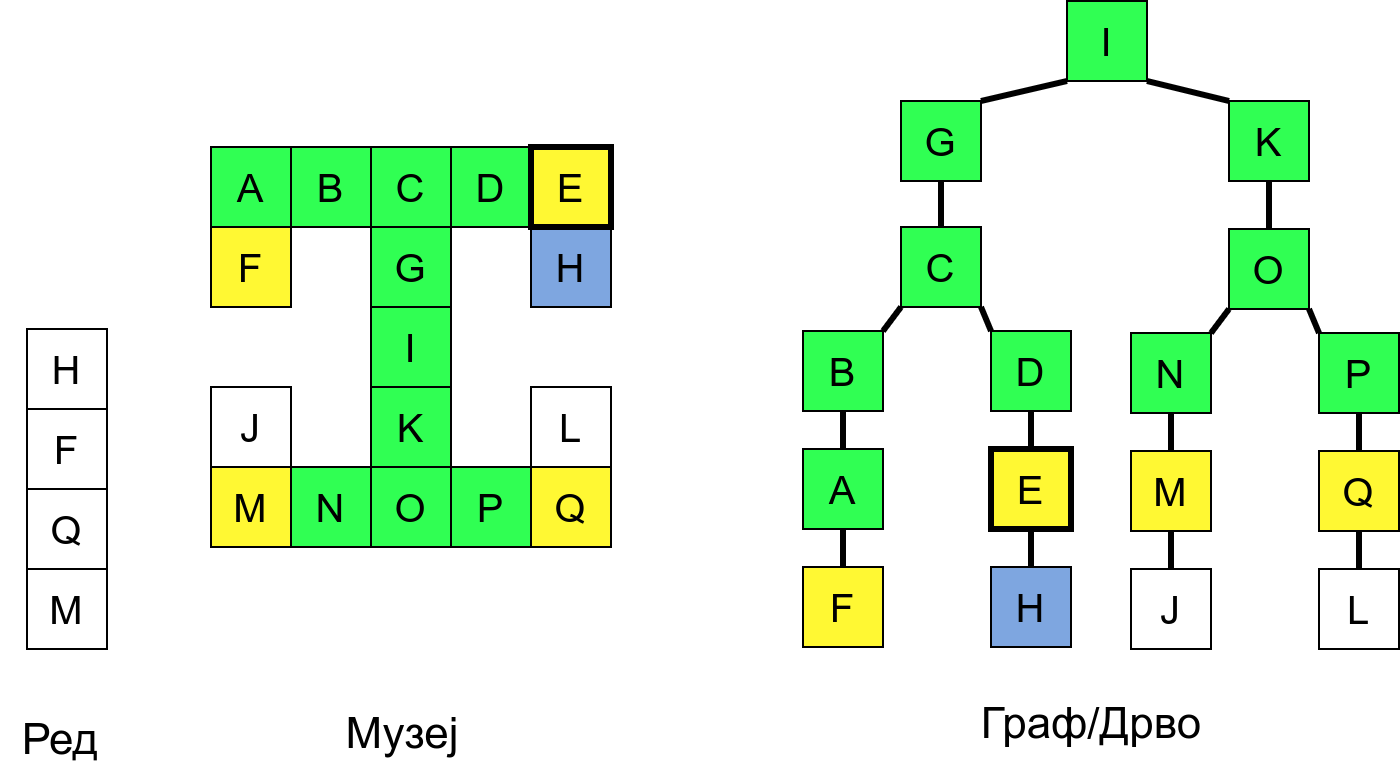 H
F
Q
M
Ред
A B C D E
F G H
I
J K L
M N O P Q
Музеј
I
G K
C O
B D N P
A E M Q
F H J L
Граф/Дрво